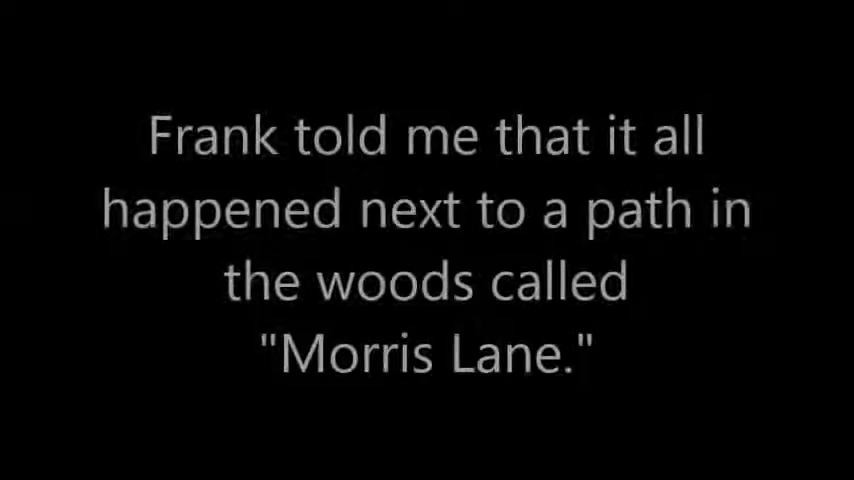 Frank told me that it all
happened next to a path in
the woods called
"Morris Lane."